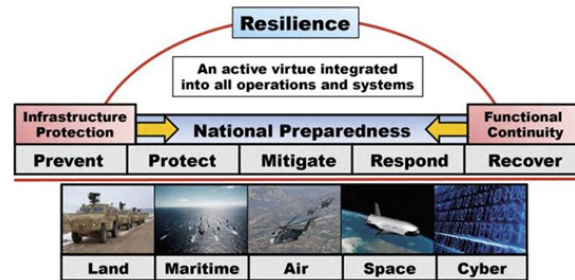 Resilience
An active virtue integrated
into all operations and systems
Infrastructure
Protection
National Preparedness
Functional
Continuity
Prevent
Protect
Mitigate
Respond
Recover
Land
Maritime
Air
Space
Cyber